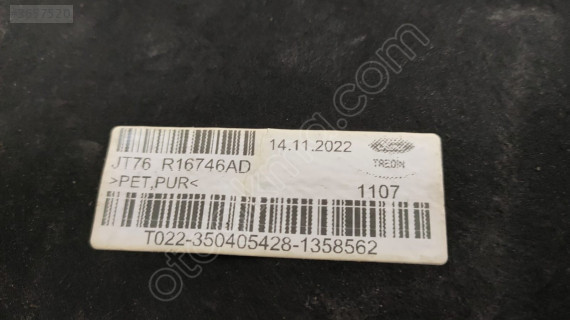 JT76 R16746AD
14.11.2022
TREDIN
>PET,PUR<
1107
T022-350405428-1358562